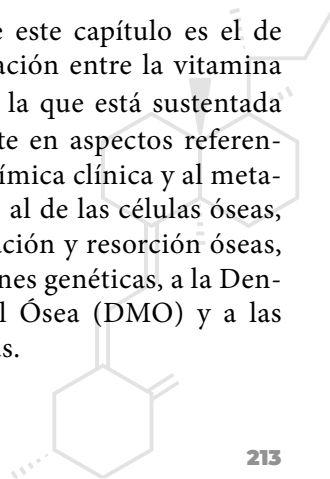 este capítulo es el de
ación entre la vitamina
la que está sustentada
te en aspectos referen-
ímica clínica y al meta-
al de las células óseas,
ación y resorción óseas,
nes genéticas, a la Den-
l Ósea (DMO) y a las
s.
213